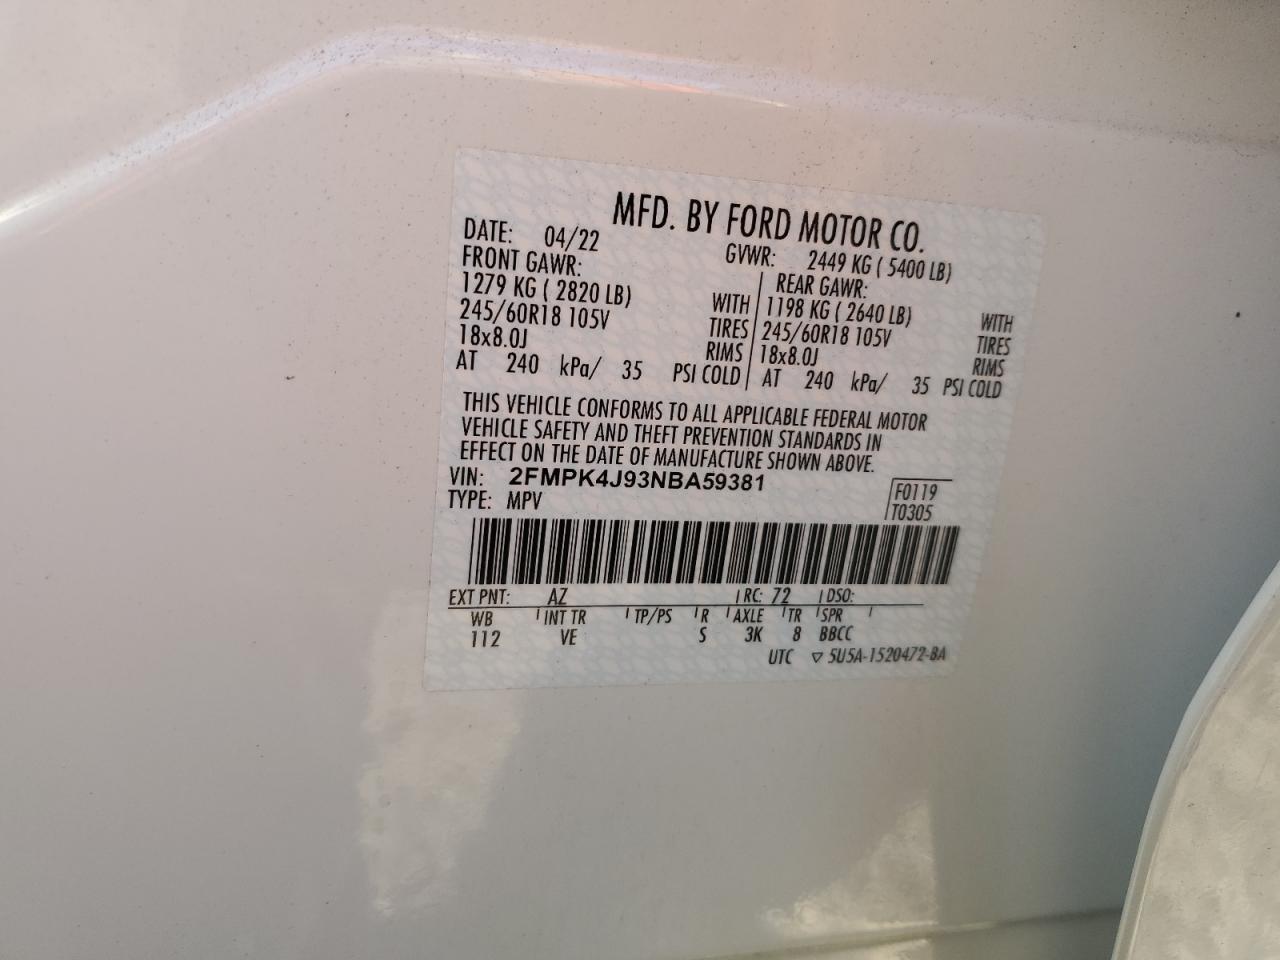 MFD. BY FORD MOTOR CO.
DATE: 04/22 GVWR: 2449 KG ( 5400 LB)
FRONT GAWR: REAR GAWR:
1279 KG ( 2820 LB) WITH 1198 KG ( 2640 LB) WITH
245/60R18 105V TIRES 245/60R18 105V TIRES
18x8.0J RIMS 18x8.0J RIMS
AT 240 kPa/ 35 PSI COLD AT 240 kPa/ 35 PSI COLD
THIS VEHICLE CONFORMS TO ALL APPLICABLE FEDERAL MOTOR
VEHICLE SAFETY AND THEFT PREVENTION STANDARDS IN
EFFECT ON THE DATE OF MANUFACTURE SHOWN ABOVE.
VIN: 2FMPK4J93NBA59381 F0119
TYPE: MPV T0305
EXT PNT: AZ RC: 72 DSO:
WB INT TR TP/PS R AXLE TR SPR
112 VE S 3K 8 BBCC
UTC ▽ 5U5A-1520472-BA